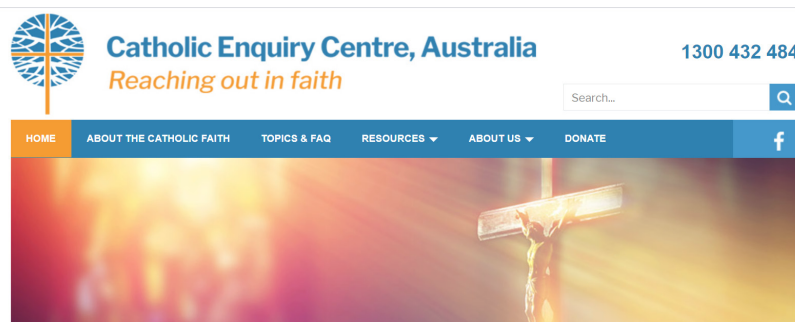 Catholic Enquiry Centre, Australia
Reaching out in faith
1300 432 484
Search...
HOME ABOUT THE CATHOLIC FAITH TOPICS & FAQ RESOURCES ABOUT US DONATE